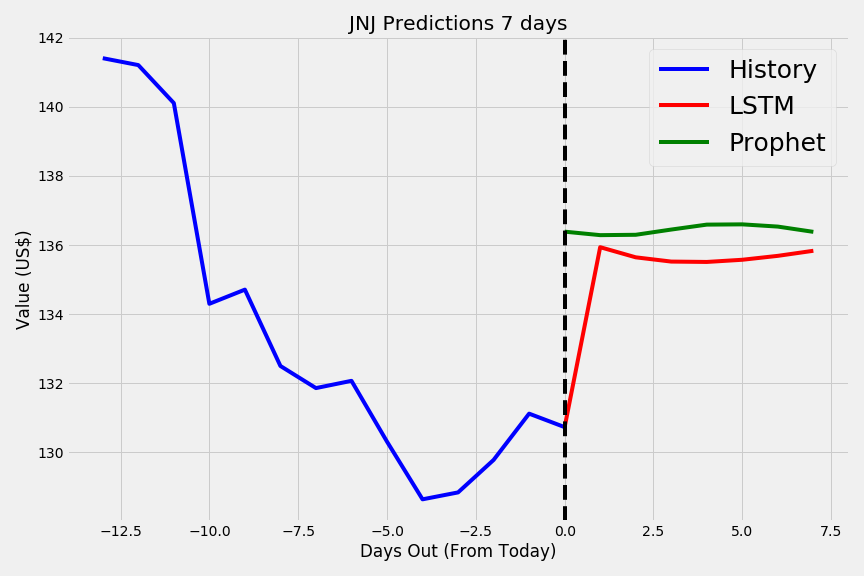 JNJ Predictions 7 days
History
LSTM
Prophet
Value (US$)
142
140
138
136
134
132
130
−12.5 −10.0 −7.5 −5.0 −2.5 0.0 2.5 5.0 7.5
Days Out (From Today)